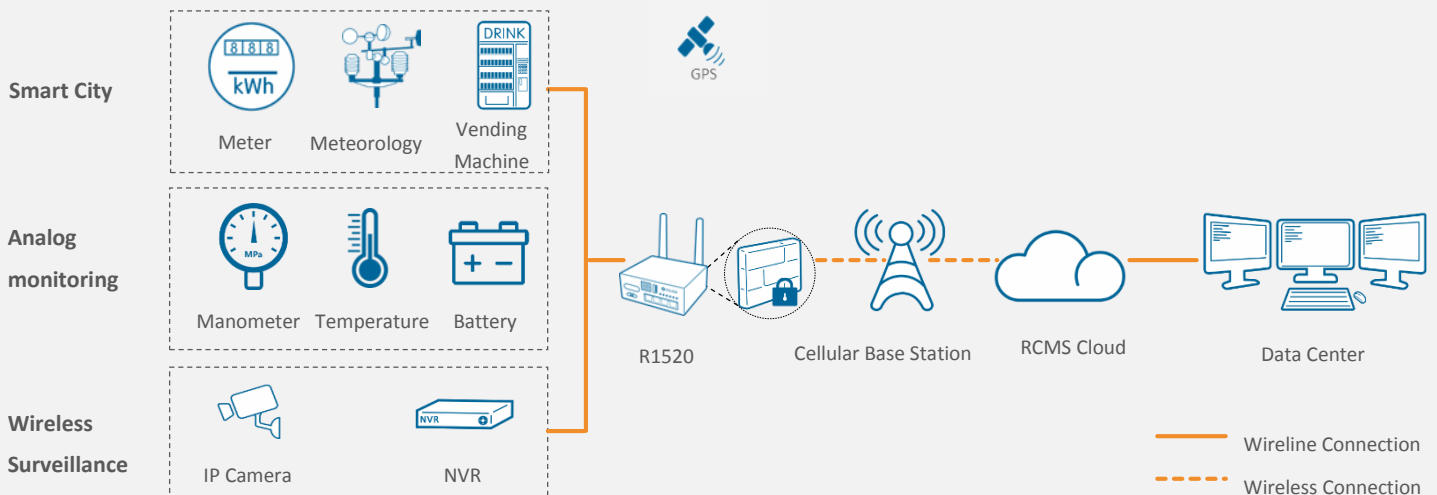 DRINK
GPS
888
kWh
Smart City
Meter
Meteorology
Vending
Machine
Analog
monitoring
MPa
+ −
Manometer
Temperature
Battery
R1520
Cellular Base Station
RCMS Cloud
Data Center
Wireless
Surveillance
NVR
IP Camera
NVR
Wireline Connection
Wireless Connection